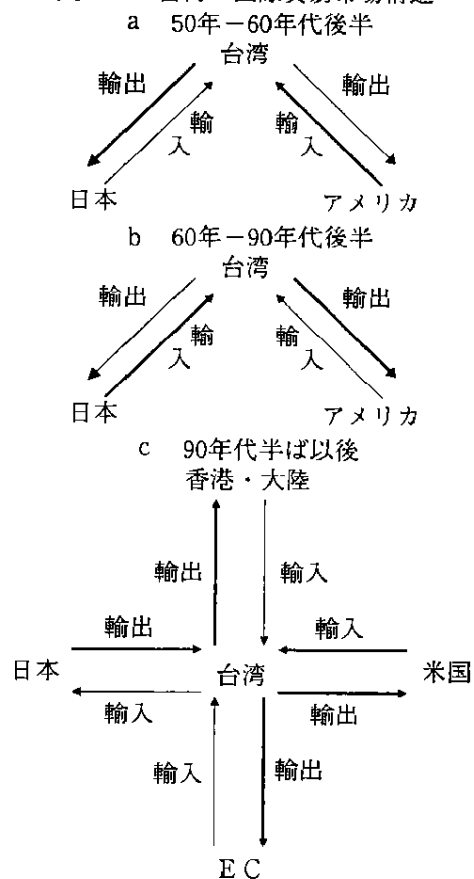 a 50年－60年代後半
台湾
輸出 輸入 輸入 輸出
日本 アメリカ
b 60年－90年代後半
台湾
輸出 輸入 輸入 輸出
日本 アメリカ
c 90年代半ば以後
香港・大陸
輸出 輸入
輸出 輸入
日本 台湾 米国
輸入 輸出
輸入 輸出
ＥＣ